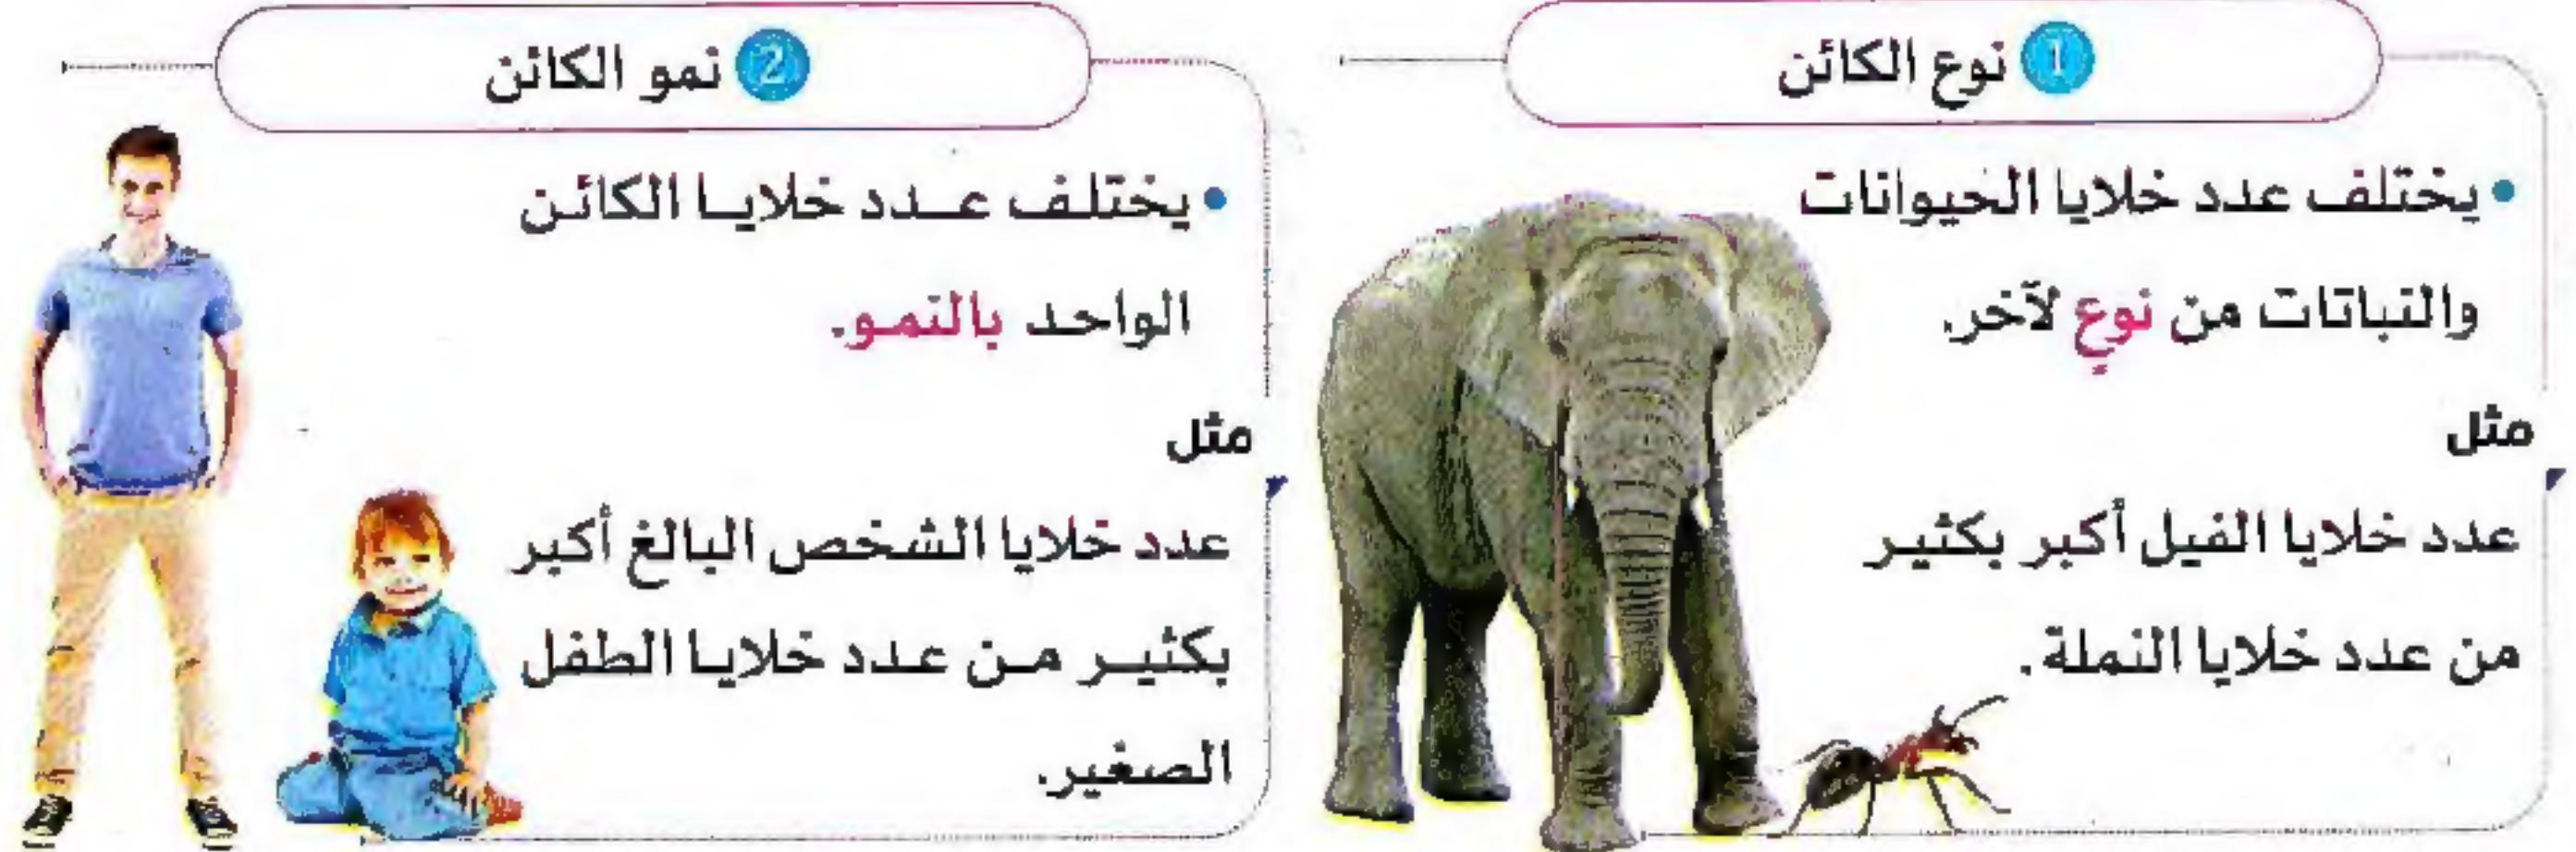 1 نوع الكائن
• يختلف عدد خلايا الحيوانات
والنباتات من نوعٍ لآخر.
مثل
عدد خلايا الفيل أكبر بكثير
من عدد خلايا النملة.
2 نمو الكائن
• يختلف عدد خلايا الكائن
الواحد بالنمو.
مثل
عدد خلايا الشخص البالغ أكبر
بكثير من عدد خلايا الطفل
الصغير.